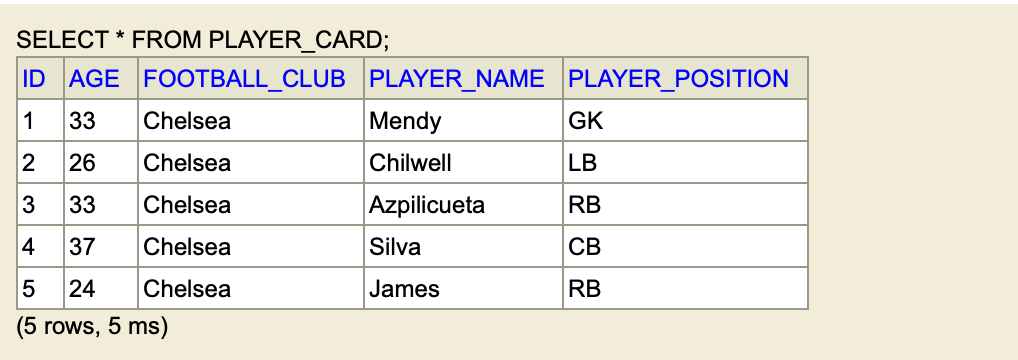 SELECT * FROM PLAYER_CARD;
ID AGE FOOTBALL_CLUB PLAYER_NAME PLAYER_POSITION
1 33 Chelsea Mendy GK
2 26 Chelsea Chilwell LB
3 33 Chelsea Azpilicueta RB
4 37 Chelsea Silva CB
5 24 Chelsea James RB
(5 rows, 5 ms)